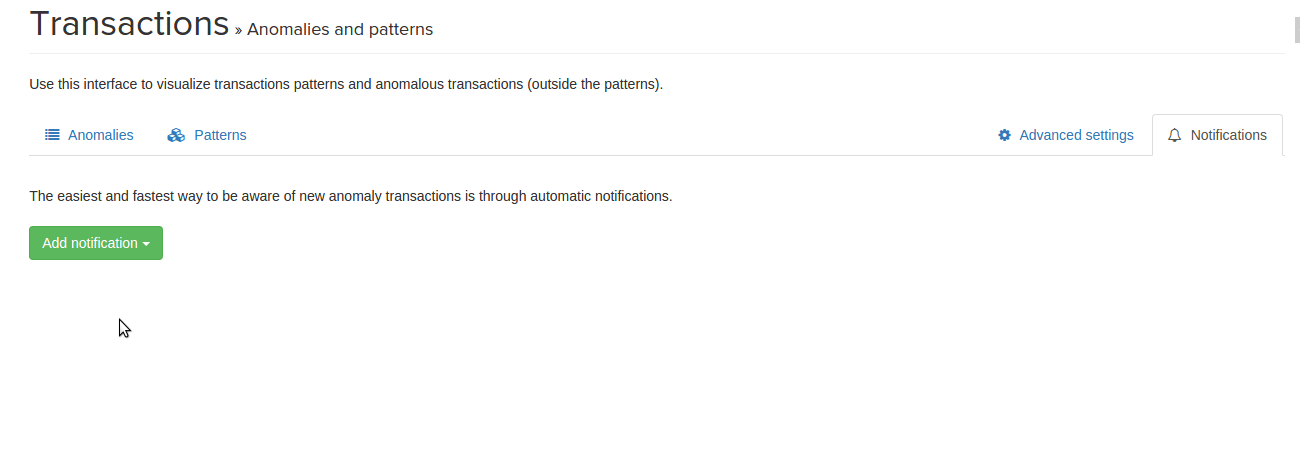 Transactions » Anomalies and patterns
Use this interface to visualize transactions patterns and anomalous transactions (outside the patterns).
Anomalies Patterns Advanced settings Notifications
The easiest and fastest way to be aware of new anomaly transactions is through automatic notifications.
Add notification